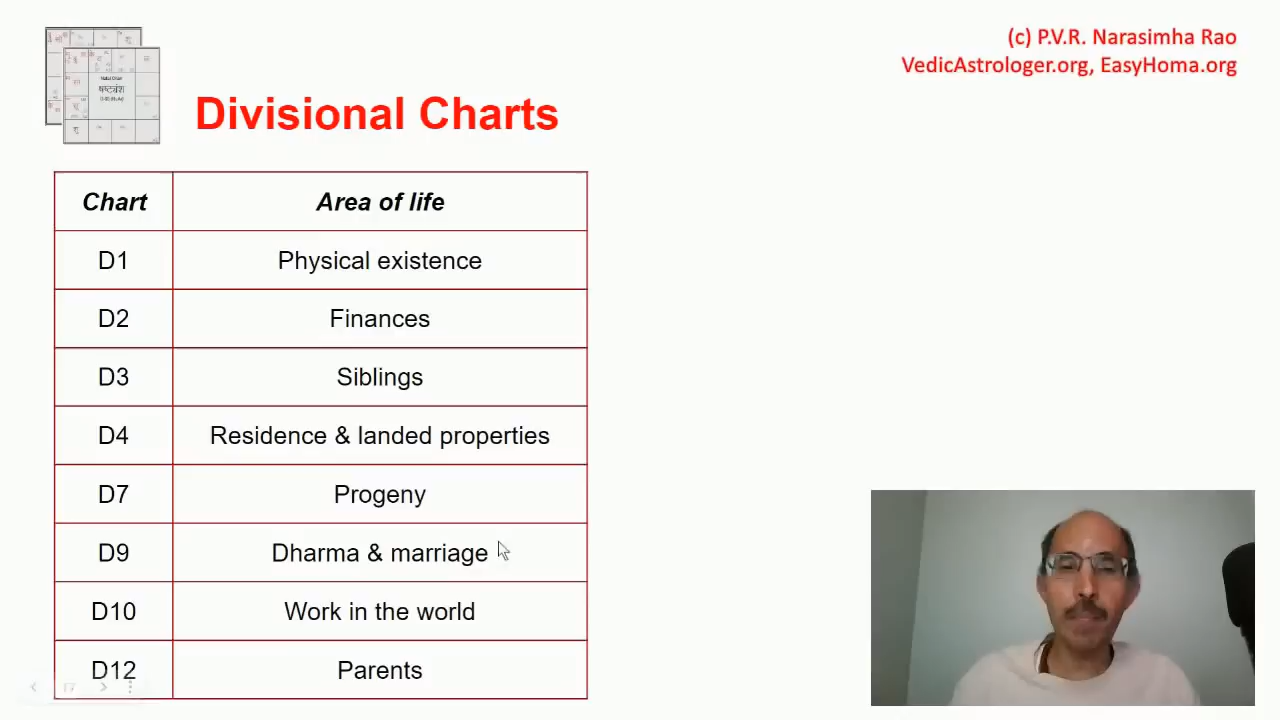 (c) P.V.R. Narasimha Rao
VedicAstrologer.org, EasyHoma.org
Divisional Charts
Chart Area of life
D1 Physical existence
D2 Finances
D3 Siblings
D4 Residence & landed properties
D7 Progeny
D9 Dharma & marriage
D10 Work in the world
D12 Parents